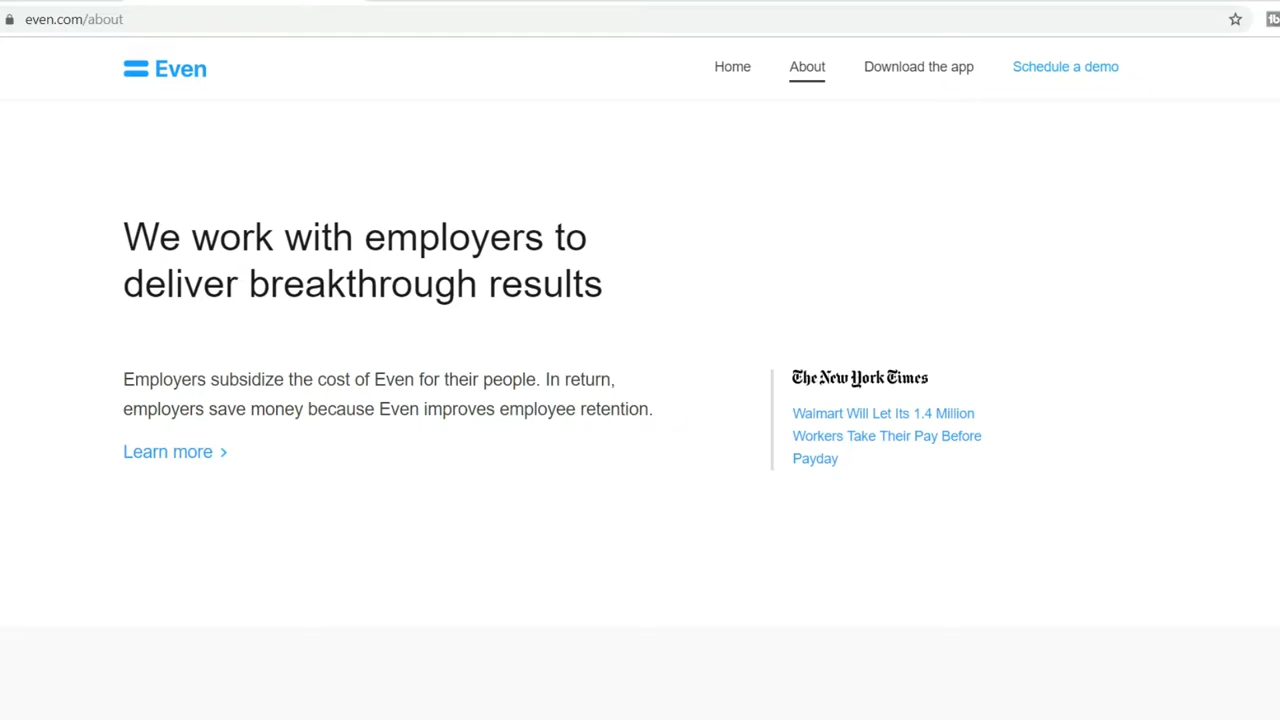 even.com/about
Even
Home About Download the app Schedule a demo
We work with employers to
deliver breakthrough results
Employers subsidize the cost of Even for their people. In return,
employers save money because Even improves employee retention.
Learn more
The New York Times
Walmart Will Let Its 1.4 Million
Workers Take Their Pay Before
Payday